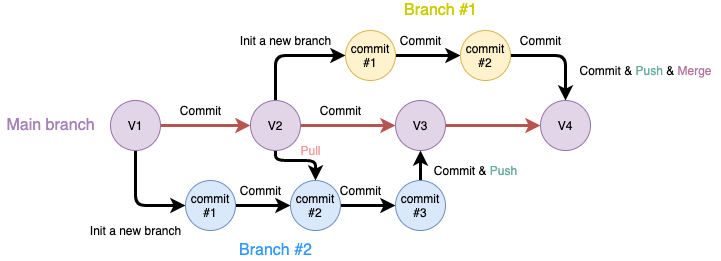 Branch #1
Init a new branch
commit
#1
Commit
commit
#2
Commit
Commit & Push & Merge
Main branch
V1
Commit
V2
Commit
V3
V4
Pull
Commit & Push
commit
#1
Commit
commit
#2
Commit
commit
#3
Init a new branch
Branch #2